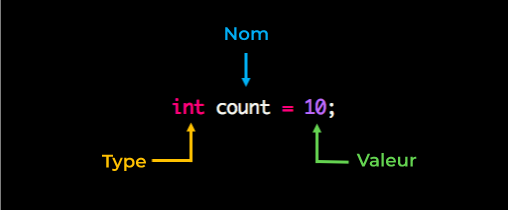 Nom
int count = 10;
Type
Valeur